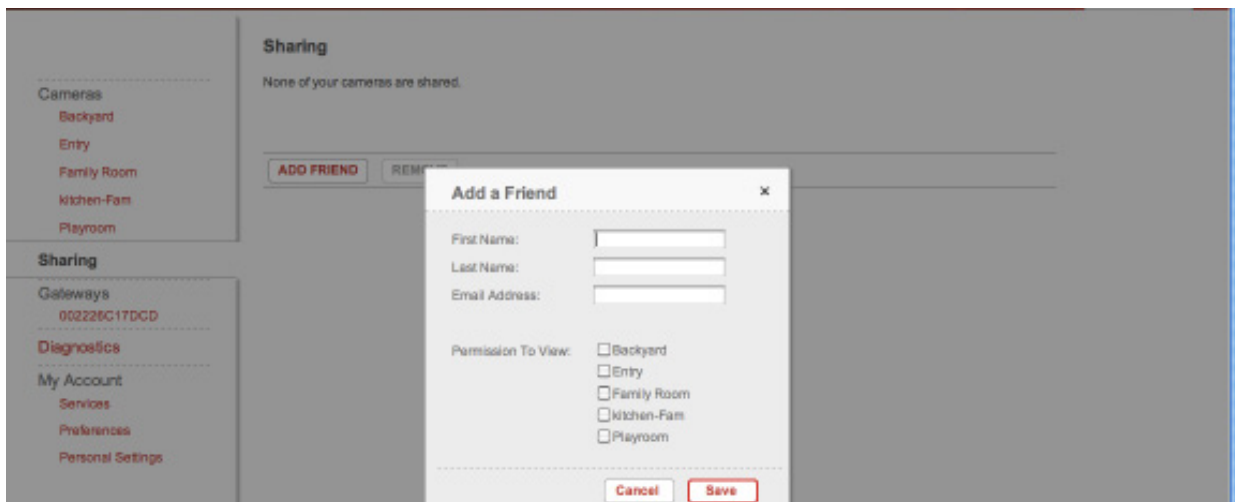 Sharing
None of your cameras are shared.
Cameras
Backyard
Entry
Family Room
kitchen-Fam
Playroom
Sharing
Gateways
002226C17DCD
Diagnostics
My Account
Services
Preferences
Personal Settings
ADD FRIEND
Add a Friend
×
First Name:
Last Name:
Email Address:
Permission To View:
Backyard
Entry
Family Room
kitchen-Fam
Playroom
Cancel
Save